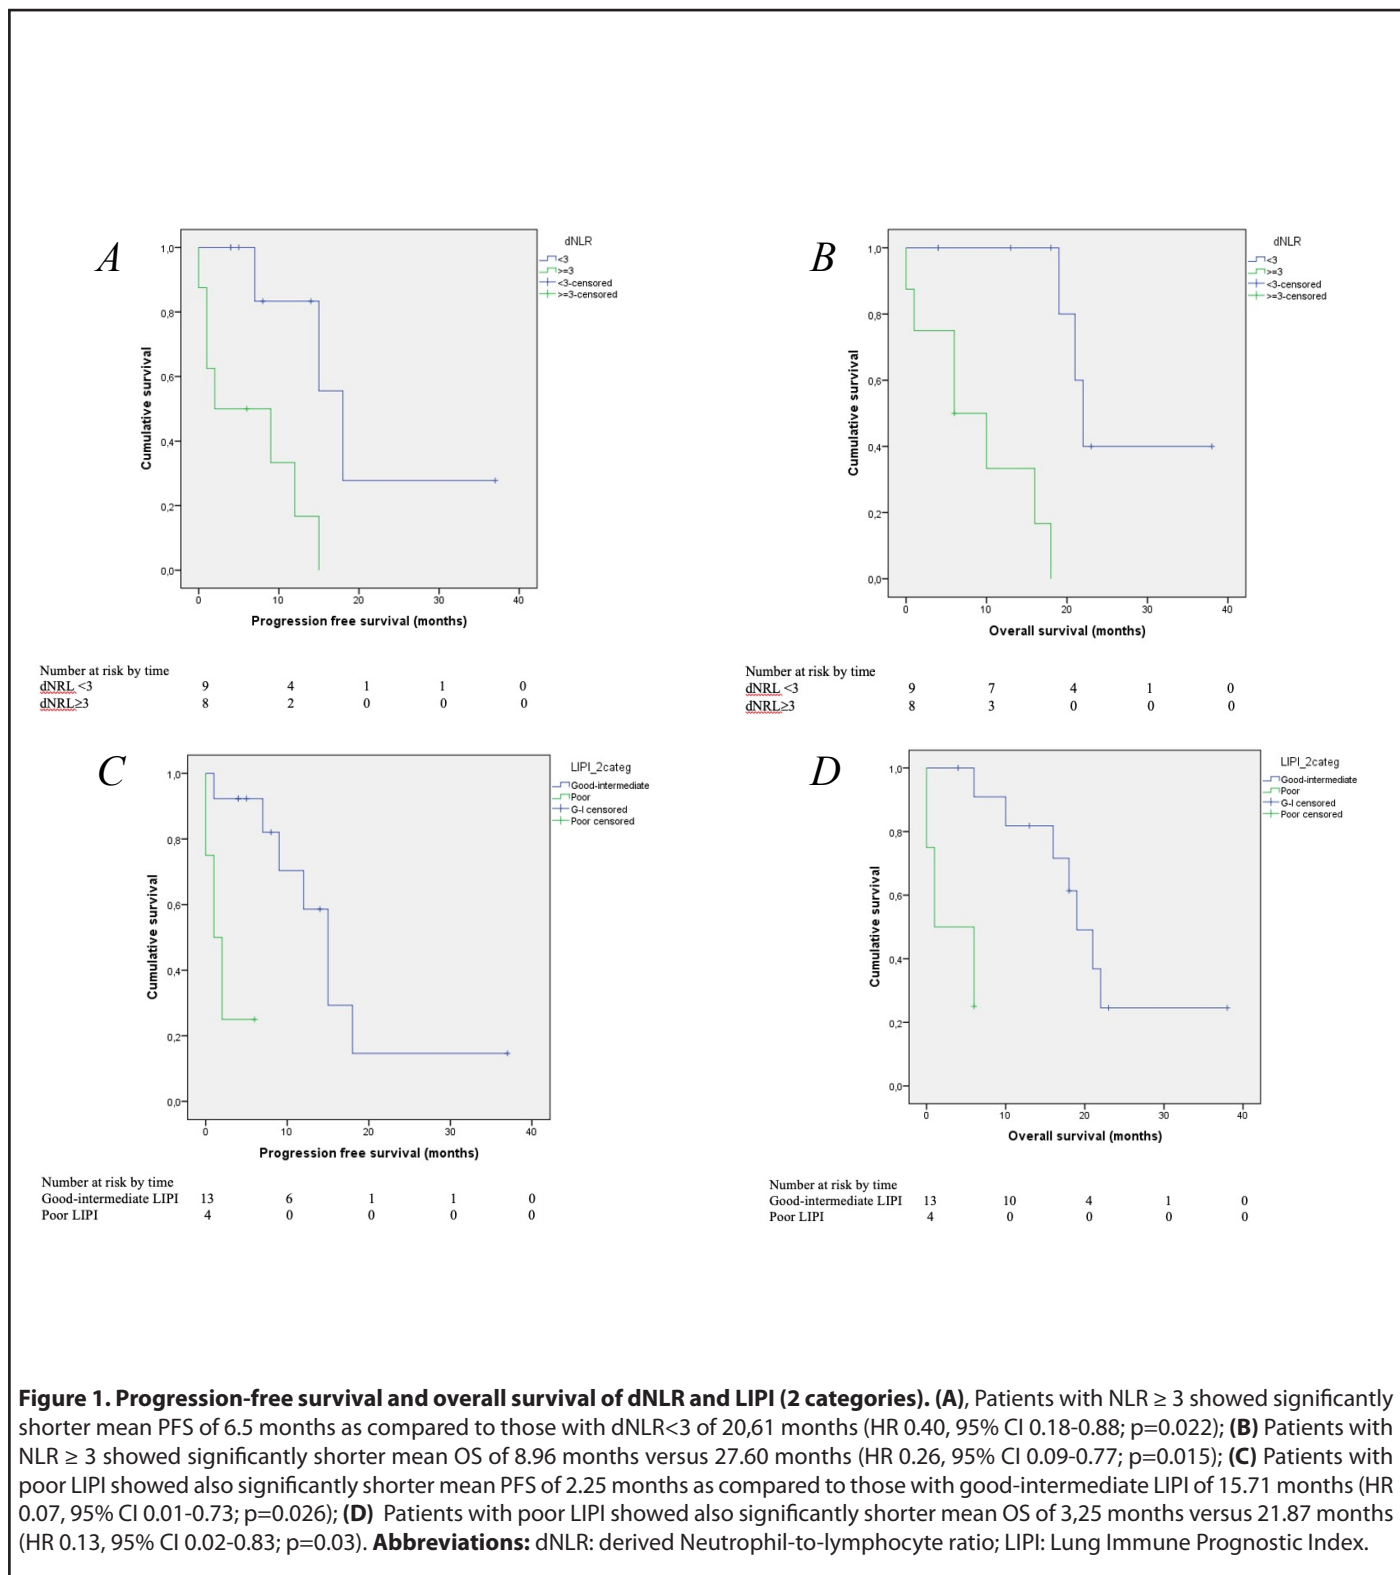 A
dNLR
<3
>=3
<3-censored
>=3-censored
1,0
0,8
0,6
0,4
0,2
0,0
Cumulative survival
0 10 20 30 40
Progression free survival (months)
Number at risk by time
dNRL <3 9 4 1 1 0
dNRL≥3 8 2 0 0 0
B
dNLR
<3
>=3
<3-censored
>=3-censored
1,0
0,8
0,6
0,4
0,2
0,0
Cumulative survival
0 10 20 30 40
Overall survival (months)
Number at risk by time
dNRL <3 9 7 4 1 0
dNRL≥3 8 3 0 0 0
C
LIPI_2categ
Good-intermediate
Poor
G-I censored
Poor censored
1,0
0,8
0,6
0,4
0,2
0,0
Cumulative survival
0 10 20 30 40
Progression free survival (months)
Number at risk by time
Good-intermediate LIPI 13 6 1 1 0
Poor LIPI 4 0 0 0 0
D
LIPI_2categ
Good-intermediate
Poor
G-I censored
Poor censored
1,0
0,8
0,6
0,4
0,2
0,0
Cumulative survival
0 10 20 30 40
Overall survival (months)
Number at risk by time
Good-intermediate LIPI 13 10 4 1 0
Poor LIPI 4 0 0 0 0
Figure 1. Progression-free survival and overall survival of dNLR and LIPI (2 categories). (A), Patients with NLR ≥ 3 showed significantly
shorter mean PFS of 6.5 months as compared to those with dNLR<3 of 20,61 months (HR 0.40, 95% CI 0.18-0.88; p=0.022); (B) Patients with
NLR ≥ 3 showed significantly shorter mean OS of 8.96 months versus 27.60 months (HR 0.26, 95% CI 0.09-0.77; p=0.015); (C) Patients with
poor LIPI showed also significantly shorter mean PFS of 2.25 months as compared to those with good-intermediate LIPI of 15.71 months (HR
0.07, 95% CI 0.01-0.73; p=0.026); (D) Patients with poor LIPI showed also significantly shorter mean OS of 3,25 months versus 21.87 months
(HR 0.13, 95% CI 0.02-0.83; p=0.03). Abbreviations: dNLR: derived Neutrophil-to-lymphocyte ratio; LIPI: Lung Immune Prognostic Index.